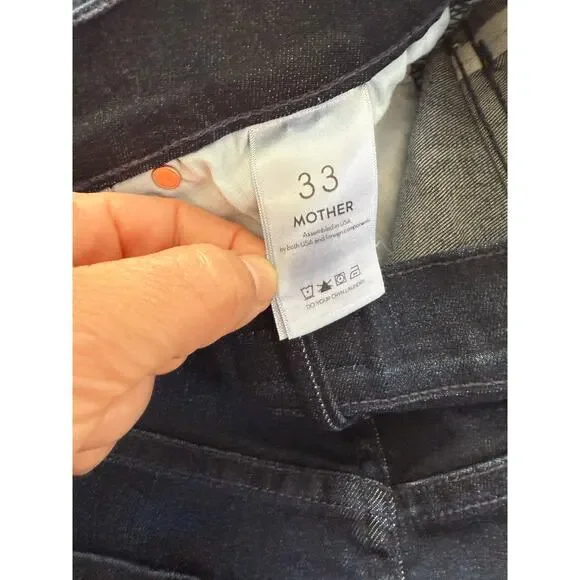 33
MOTHER
Assembled in USA
by both USA and foreign components
DO YOUR OWN LAUNDRY